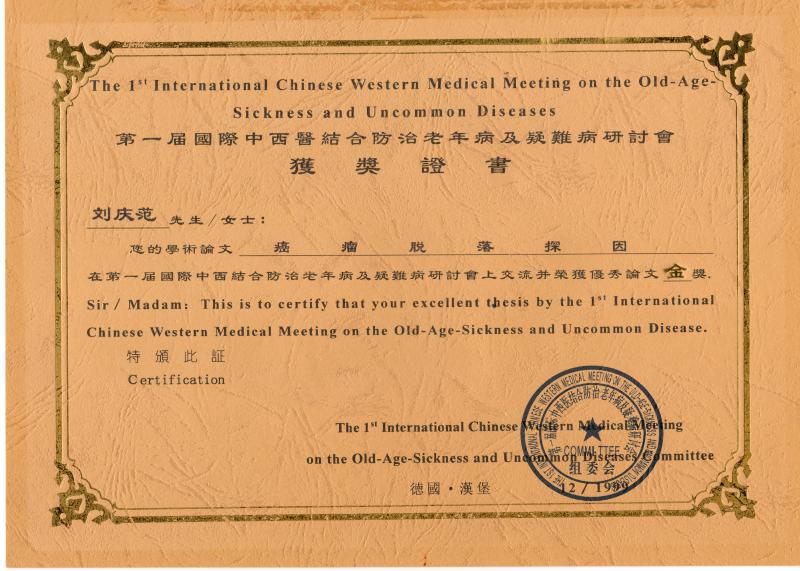 The 1st International Chinese Western Medical Meeting on the Old-Age-
Sickness and Uncommon Diseases
第一届國際中西醫結合防治老年病及疑難病研討會
獲獎證書
刘庆范 先生/女士：
您的學術論文 癌瘤脱落探因
在第一届國際中西結合防治老年病及疑難病研討會上交流并榮獲優秀論文金獎.
Sir / Madam: This is to certify that your excellent thesis by the 1st International
Chinese Western Medical Meeting on the Old-Age-Sickness and Uncommon Disease.
特頒此証
Certification
The 1st International Chinese Western Medical Meeting
on the Old-Age-Sickness and Uncommon Diseases Committee
德國·漢堡
12 / 1999
COMMITTEE
组委会